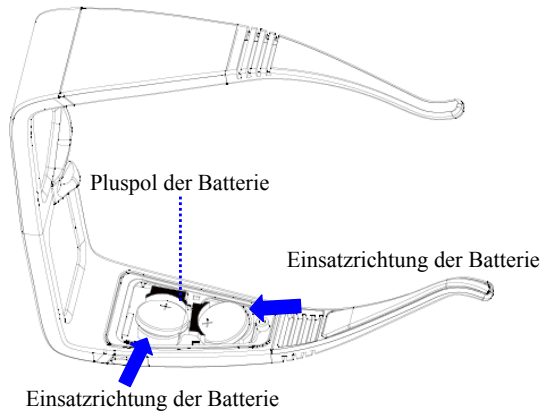 Pluspol der Batterie
Einsatzrichtung der Batterie
+
+
Einsatzrichtung der Batterie